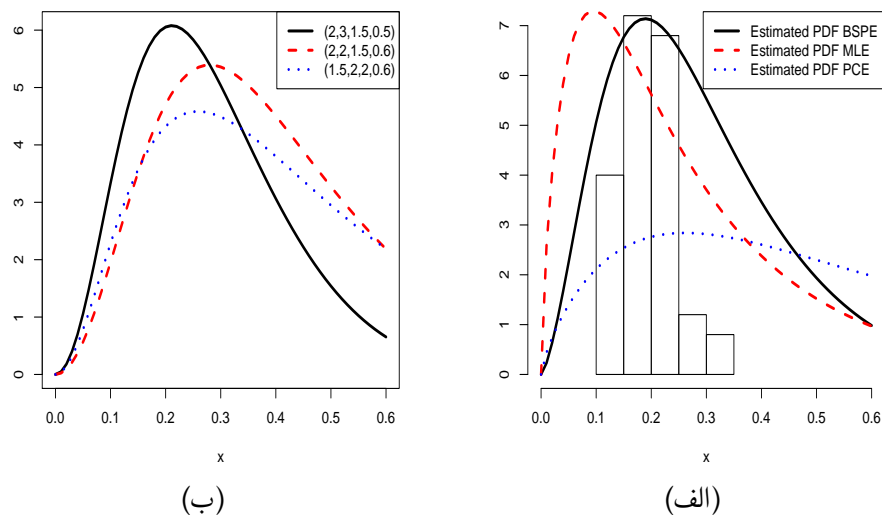 (2,3,1.5,0.5)
(2,2,1.5,0.6)
(1.5,2,2,0.6)
6
5
4
3
2
1
0
0.0 0.1 0.2 0.3 0.4 0.5 0.6
x
(ب)
Estimated PDF BSPE
Estimated PDF MLE
Estimated PDF PCE
7
6
5
4
3
2
1
0
0.0 0.1 0.2 0.3 0.4 0.5 0.6
x
(الف)